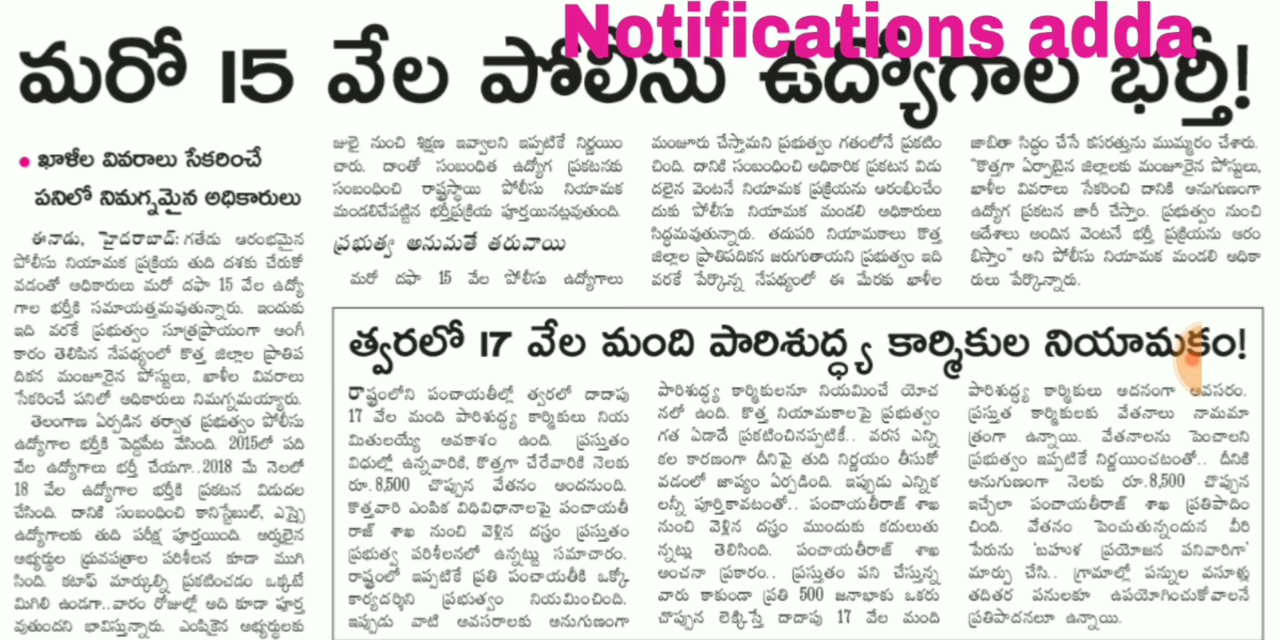 Notifications adda
మరో 15 వేల పోలీసు ఉద్యోగాల భర్తీ!
● ఖాళీల వివరాలు సేకరించే
పనిలో నిమగ్నమైన అధికారులు
ఈనాడు, హైదరాబాద్: గతేడు ఆరంభమైన
పోలీసు నియామక ప్రక్రియ తుది దశకు చేరుకో
వడంతో అధికారులు మరో దఫా 15 వేల ఉద్యో
గాల భర్తీకి సమాయత్తమవుతున్నారు. ఇందుకు
ఇది వరకే ప్రభుత్వం సూత్రప్రాయంగా అంగీ
కారం తెలిపిన నేపథ్యంలో కొత్త జిల్లాల ప్రాతిప
దికన మంజూరైన పోస్టులు, ఖాళీల వివరాలు
సేకరించే పనిలో అధికారులు నిమగ్నమయ్యారు.
తెలంగాణ ఏర్పడిన తర్వాత ప్రభుత్వం పోలీసు
ఉద్యోగాల భర్తీకి పెద్దపీట వేసింది. 2015లో పది
వేల ఉద్యోగాలు భర్తీ చేయగా..2018 మే నెలలో
18 వేల ఉద్యోగాల భర్తీకి ప్రకటన విడుదల
చేసింది. దానికి సంబంధించి కానిస్టేబుల్, ఎస్సై
ఉద్యోగాలకు తుది పరీక్ష పూర్తయింది. అర్హులైన
అభ్యర్థుల ధ్రువపత్రాల పరిశీలన కూడా ముగి
సింది. కటాఫ్ మార్కుల్ని ప్రకటించడం ఒక్కటే
మిగిలి ఉండగా..వారం రోజుల్లో అది కూడా పూర్త
వుతుందని భావిస్తున్నారు. ఎంపికైన అభ్యర్థులకు
జులై నుంచి శిక్షణ ఇవ్వాలని ఇప్పటికే నిర్ణయిం
చారు. దాంతో సంబంధిత ఉద్యోగ ప్రకటనకు
సంబంధించి రాష్ట్రస్థాయి పోలీసు నియామక
మండలిచేపట్టిన భర్తీప్రక్రియ పూర్తయినట్లవుతుంది.
ప్రభుత్వ అనుమతే తరువాయి
మరో దఫా 15 వేల పోలీసు ఉద్యోగాలు
మంజూరు చేస్తామని ప్రభుత్వం గతంలోనే ప్రకటిం
చింది. దానికి సంబంధించి అధికారిక ప్రకటన విడు
దలైన వెంటనే నియామక ప్రక్రియను ఆరంభించేం
దుకు పోలీసు నియామక మండలి అధికారులు
సిద్ధమవుతున్నారు. తదుపరి నియామకాలు కొత్త
జిల్లాల ప్రాతిపదికన జరుగుతాయని ప్రభుత్వం ఇది
వరకే పేర్కొన్న నేపథ్యంలో ఈ మేరకు ఖాళీల
జాబితా సిద్ధం చేసే కసరత్తును ముమ్మరం చేశారు.
“కొత్తగా ఏర్పాటైన జిల్లాలకు మంజూరైన పోస్టులు,
ఖాళీల వివరాలు సేకరించి దానికి అనుగుణంగా
ఉద్యోగ ప్రకటన జారీ చేస్తాం. ప్రభుత్వం నుంచి
ఆదేశాలు అందిన వెంటనే భర్తీ ప్రక్రియను ఆరం
భిస్తాం” అని పోలీసు నియామక మండలి అధికా
రులు పేర్కొన్నారు.
త్వరలో 17 వేల మంది పారిశుద్ధ్య కార్మికుల నియామకం!
రాష్ట్రంలోని పంచాయతీల్లో త్వరలో దాదాపు
17 వేల మంది పారిశుద్ధ్య కార్మికులు నియ
మితులయ్యే అవకాశం ఉంది. ప్రస్తుతం
విధుల్లో ఉన్నవారికి, కొత్తగా చేరేవారికి నెలకు
రూ.8,500 చొప్పున వేతనం అందనుంది.
కొత్తవారి ఎంపిక విధివిధానాలపై పంచాయతీ
రాజ్ శాఖ నుంచి వెళ్లిన దస్త్రం ప్రస్తుతం
ప్రభుత్వ పరిశీలనలో ఉన్నట్లు సమాచారం.
రాష్ట్రంలో ఇప్పటికే ప్రతి పంచాయతీకి ఒక్కో
కార్యదర్శిని ప్రభుత్వం నియమించింది.
ఇప్పుడు వాటి అవసరాలకు అనుగుణంగా
పారిశుద్ధ్య కార్మికులనూ నియమించే యోచ
నలో ఉంది. కొత్త నియామకాలపై ప్రభుత్వం
గత ఏడాదే ప్రకటించినప్పటికీ.. వరస ఎన్ని
కల కారణంగా దీనిపై తుది నిర్ణయం తీసుకో
వడంలో జాప్యం ఏర్పడింది. ఇప్పుడు ఎన్నిక
లన్నీ పూర్తికావటంతో.. పంచాయతీరాజ్ శాఖ
నుంచి వెళ్లిన దస్త్రం ముందుకు కదులుతు
న్నట్లు తెలిసింది. పంచాయతీరాజ్ శాఖ
అంచనా ప్రకారం.. ప్రస్తుతం పని చేస్తున్న
వారు కాకుండా ప్రతి 500 జనాభాకు ఒకరు
చొప్పున లెక్కిస్తే దాదాపు 17 వేల మంది
పారిశుద్ధ్య కార్మికులు అదనంగా అవసరం.
ప్రస్తుత కార్మికులకు వేతనాలు నామమా
త్రంగా ఉన్నాయి. వేతనాలను పెంచాలని
ప్రభుత్వం ఇప్పటికే నిర్ణయించటంతో.. దీనికి
అనుగుణంగా నెలకు రూ.8,500 చొప్పున
ఇచ్చేలా పంచాయతీరాజ్ శాఖ ప్రతిపాదిం
చింది. వేతనం పెంచుతున్నందున వీరి
పేరును 'బహుళ ప్రయోజన పనివారిగా'
మార్పు చేసి.. గ్రామాల్లో పన్నుల వసూళ్లు
తదితర పనులకూ ఉపయోగించుకోవాలనే
ప్రతిపాదనలూ ఉన్నాయి.